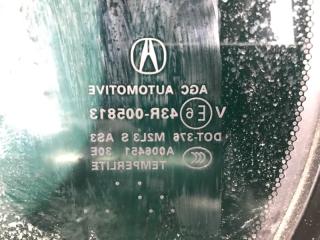 AGC AUTOMOTIVE
V E6 43R-005813
DOT-376 M2L3 S AS3
A006451 30E
TEMPERLITE